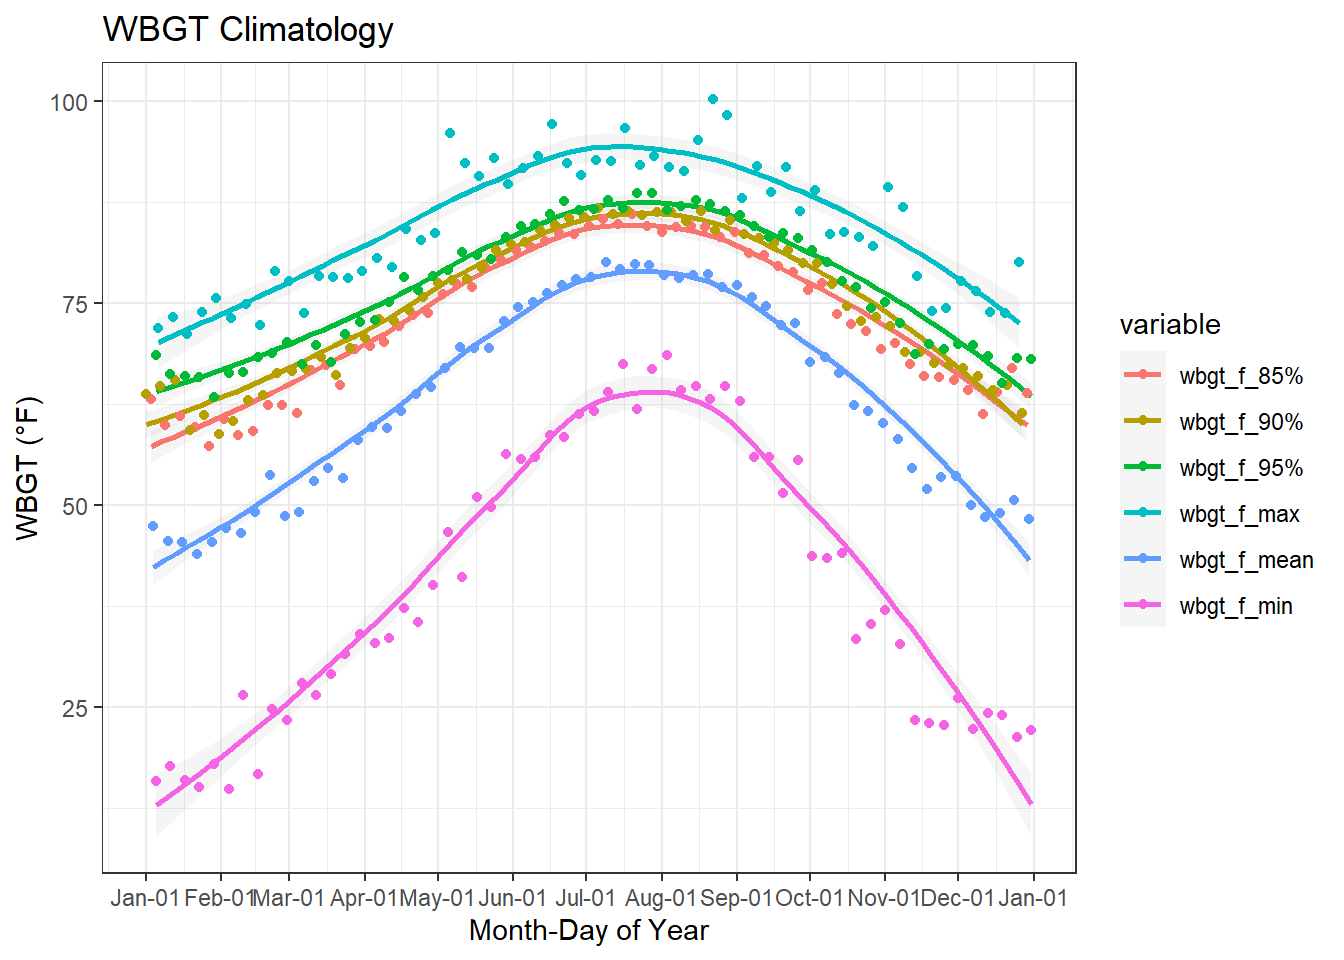 WBGT Climatology
100
75
50
25
WBGT (°F)
Jan-01 Feb-01 Mar-01 Apr-01 May-01 Jun-01 Jul-01 Aug-01 Sep-01 Oct-01 Nov-01 Dec-01 Jan-01
Month-Day of Year
variable
wbgt_f_85%
wbgt_f_90%
wbgt_f_95%
wbgt_f_max
wbgt_f_mean
wbgt_f_min